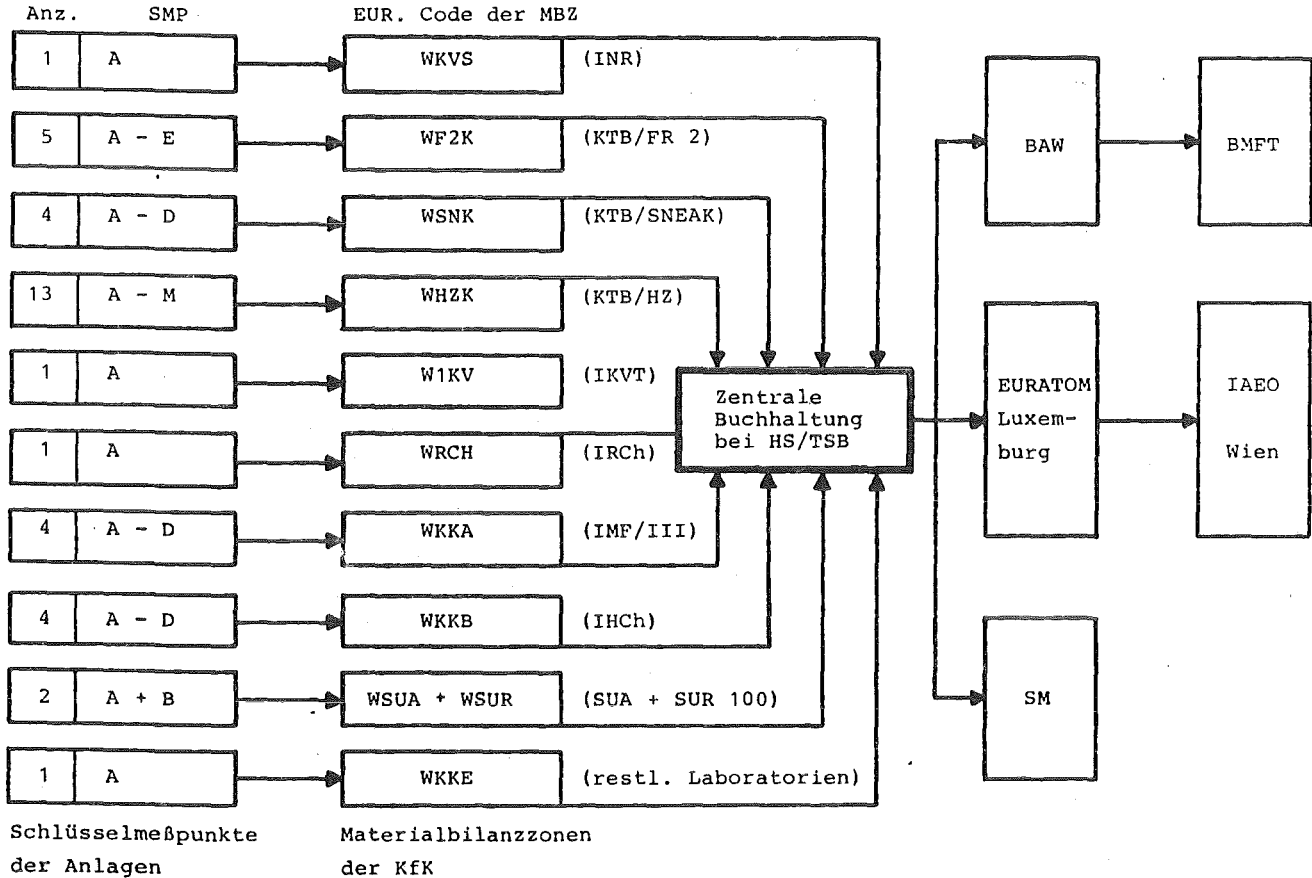 Anz. SMP EUR. Code der MBZ
1 A WKVS (INR)
5 A - E WF2K (KTB/FR 2)
4 A - D WSNK (KTB/SNEAK)
13 A - M WHZK (KTB/HZ)
1 A W1KV (IKVT)
1 A WRCH (IRCh)
4 A - D WKKA (IMF/III)
4 A - D WKKB (IHCh)
2 A + B WSUA + WSUR (SUA + SUR 100)
1 A WKKE (restl. Laboratorien)
Schlüsselmeßpunkte
der Anlagen
Materialbilanzzonen
der KfK
Zentrale
Buchhaltung
bei HS/TSB
BAW
BMFT
EURATOM
Luxem-
burg
IAEO
Wien
SM